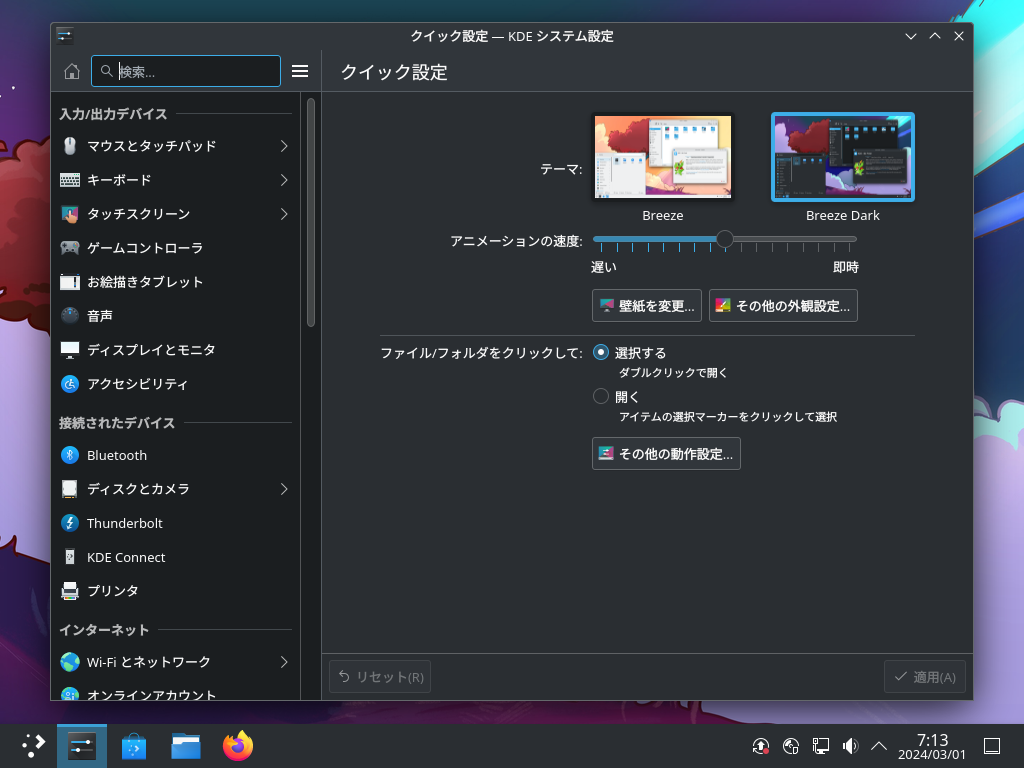 クイック設定 — KDE システム設定
検索...
クイック設定
入力/出力デバイス
マウスとタッチパッド
キーボード
タッチスクリーン
ゲームコントローラ
お絵描きタブレット
音声
ディスプレイとモニタ
アクセシビリティ
接続されたデバイス
Bluetooth
ディスクとカメラ
Thunderbolt
KDE Connect
プリンタ
インターネット
Wi-Fi とネットワーク
オンラインアカウント
テーマ:
Breeze
Breeze Dark
アニメーションの速度:
遅い
即時
壁紙を変更...
その他の外観設定...
ファイル/フォルダをクリックして:
選択する
ダブルクリックで開く
開く
アイテムの選択マーカーをクリックして選択
その他の動作設定...
リセット(R)
適用(A)
7:13
2024/03/01